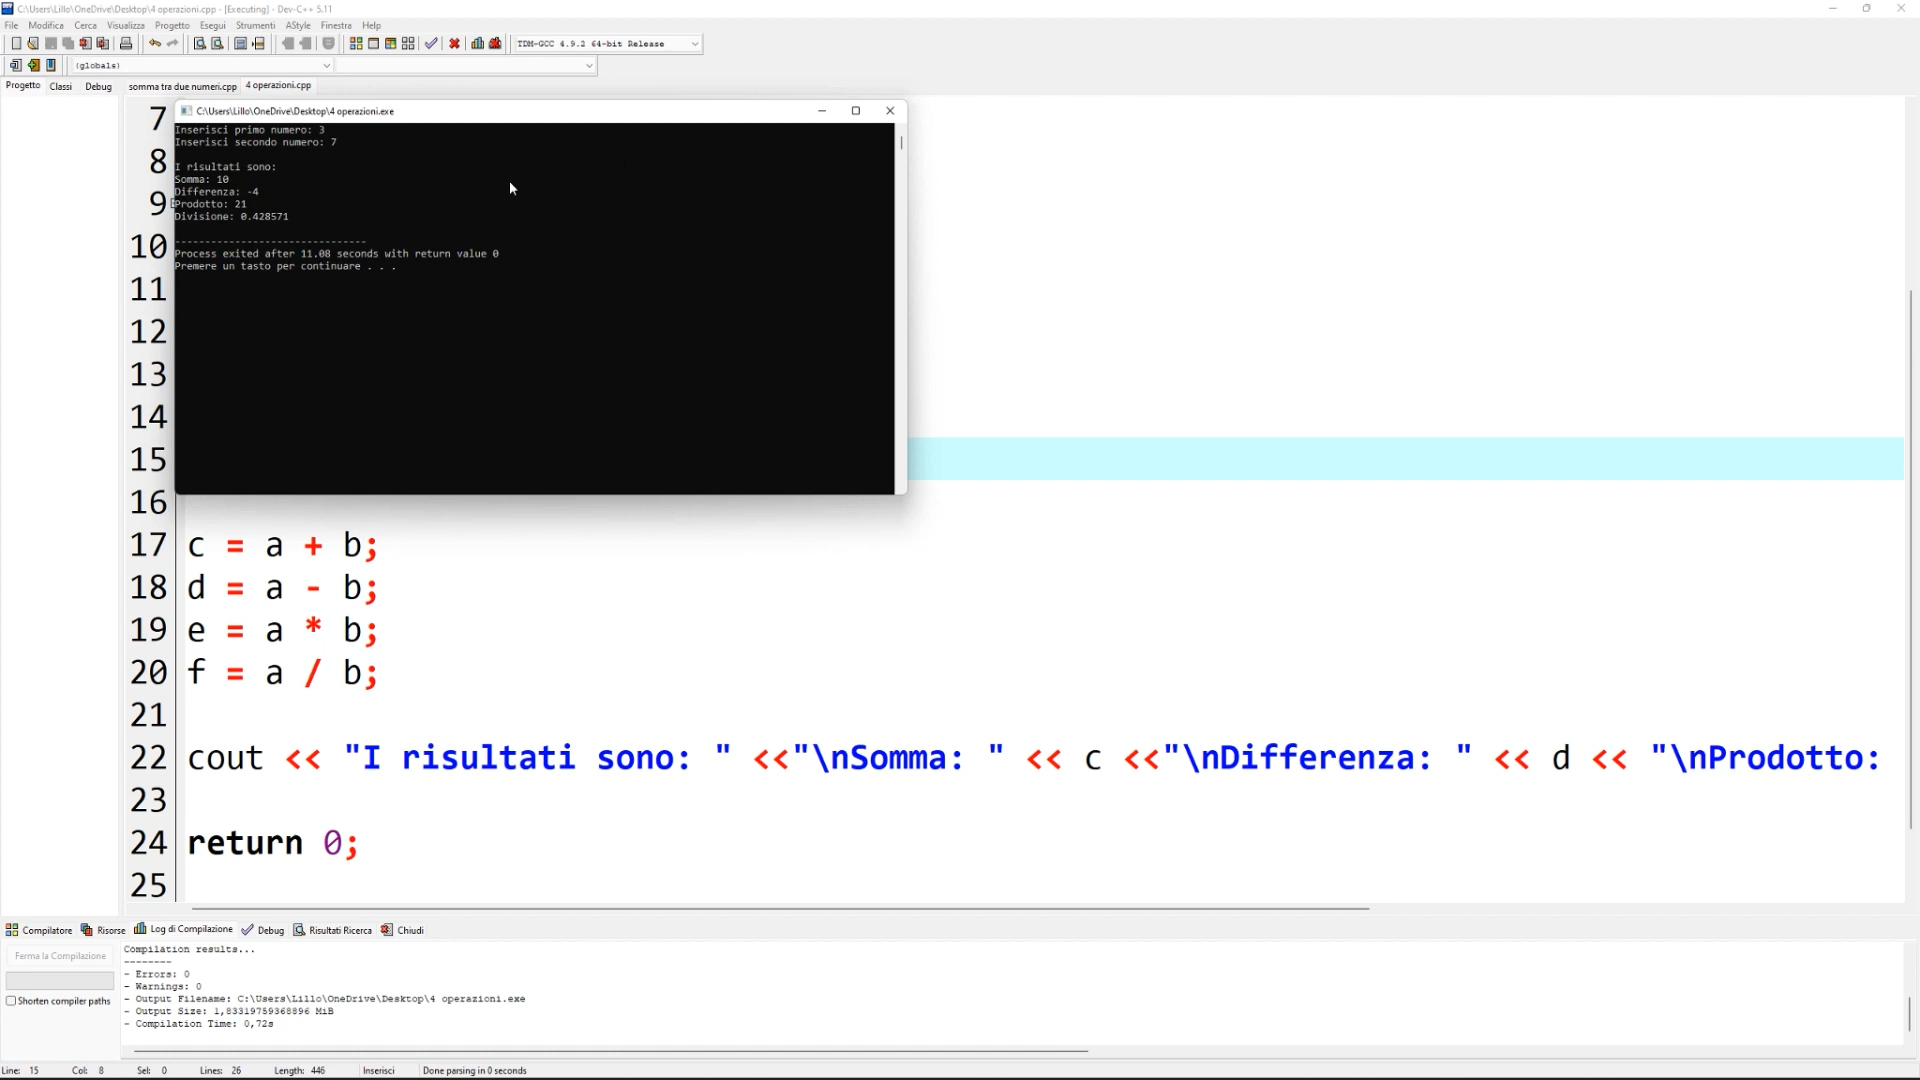 C:\Users\Lillo\OneDrive\Desktop\4 operazioni.cpp - [Executing] - Dev-C++ 5.11
File Modifica Cerca Visualizza Progetto Esegui Strumenti AStyle Finestra Help
TDM-GCC 4.9.2 64-bit Release
(globals)
Progetto Classi Debug somma tra due numeri.cpp 4 operazioni.cpp
C:\Users\Lillo\OneDrive\Desktop\4 operazioni.exe
Inserisci primo numero: 3
Inserisci secondo numero: 7
I risultati sono:
Somma: 10
Differenza: -4
Prodotto: 21
Divisione: 0.428571
--------------------------------
Process exited after 11.08 seconds with return value 0
Premere un tasto per continuare . . .
7
8
9
10
11
12
13
14
15
16
17 c = a + b;
18 d = a - b;
19 e = a * b;
20 f = a / b;
21
22 cout << "I risultati sono: " <<"\nSomma: " << c <<"\nDifferenza: " << d << "\nProdotto:
23
24 return 0;
25
Compilatore Risorse Log di Compilazione Debug Risultati Ricerca Chiudi
Ferma la Compilazione
Shorten compiler paths
Compilation results...
--------
- Errors: 0
- Warnings: 0
- Output Filename: C:\Users\Lillo\OneDrive\Desktop\4 operazioni.exe
- Output Size: 1,83319759368896 MiB
- Compilation Time: 0,72s
Line: 15 Col: 8 Sel: 0 Lines: 26 Length: 446 Inserisci Done parsing in 0 seconds